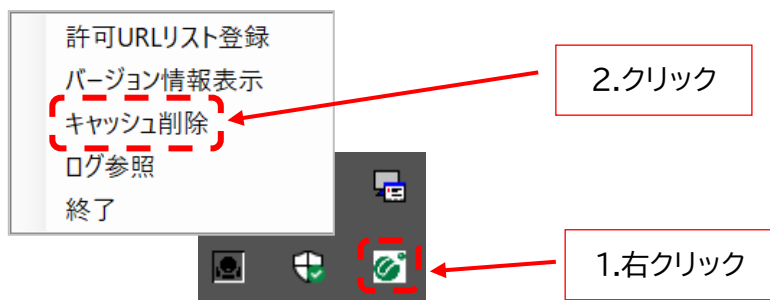 許可URLリスト登録
バージョン情報表示
キャッシュ削除
ログ参照
終了
2.クリック
1.右クリック